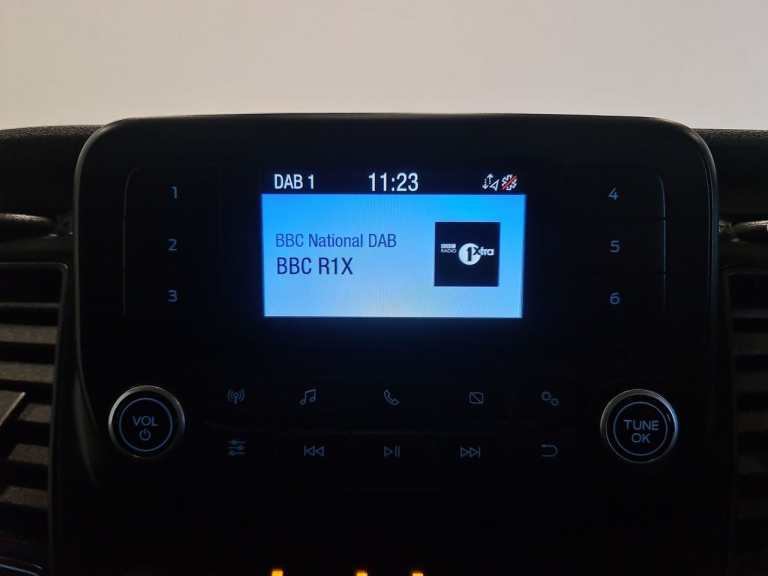 DAB 1 11:23
BBC National DAB
BBC R1X
BBC
RADIO
1Xtra
1
2
3
4
5
6
VOL
TUNE
OK